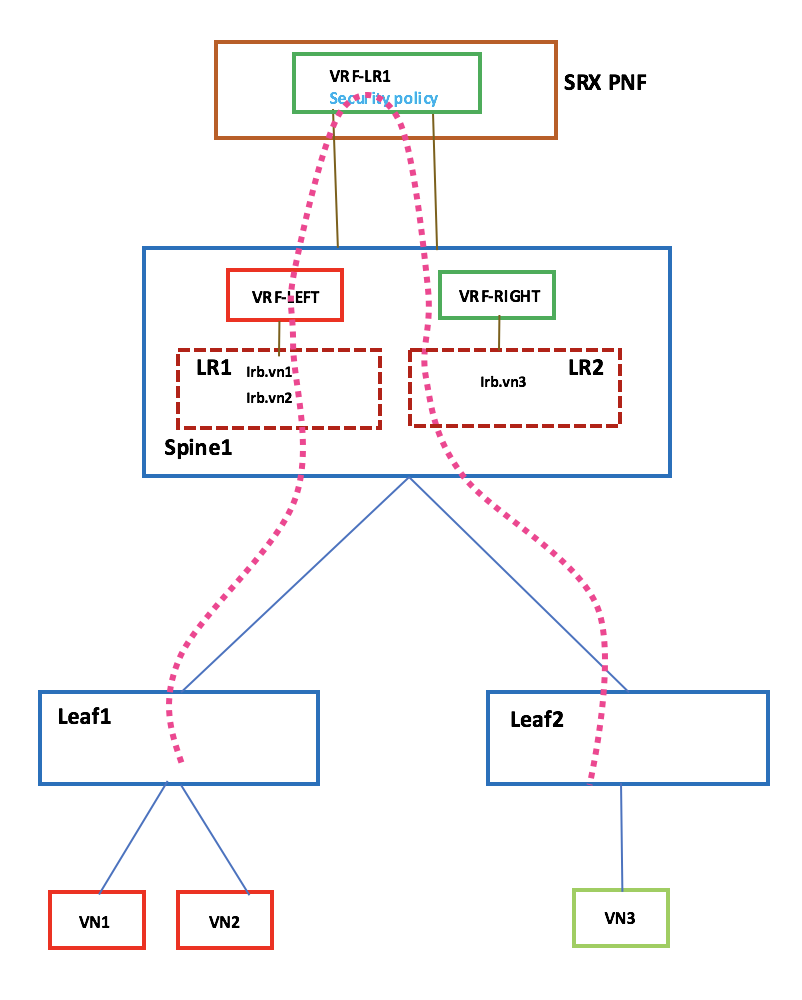 VRF-LR1
Security policy
SRX PNF
VRF-LEFT
VRF-RIGHT
LR1
Irb.vn1
Irb.vn2
Irb.vn3
LR2
Spine1
Leaf1
Leaf2
VN1
VN2
VN3